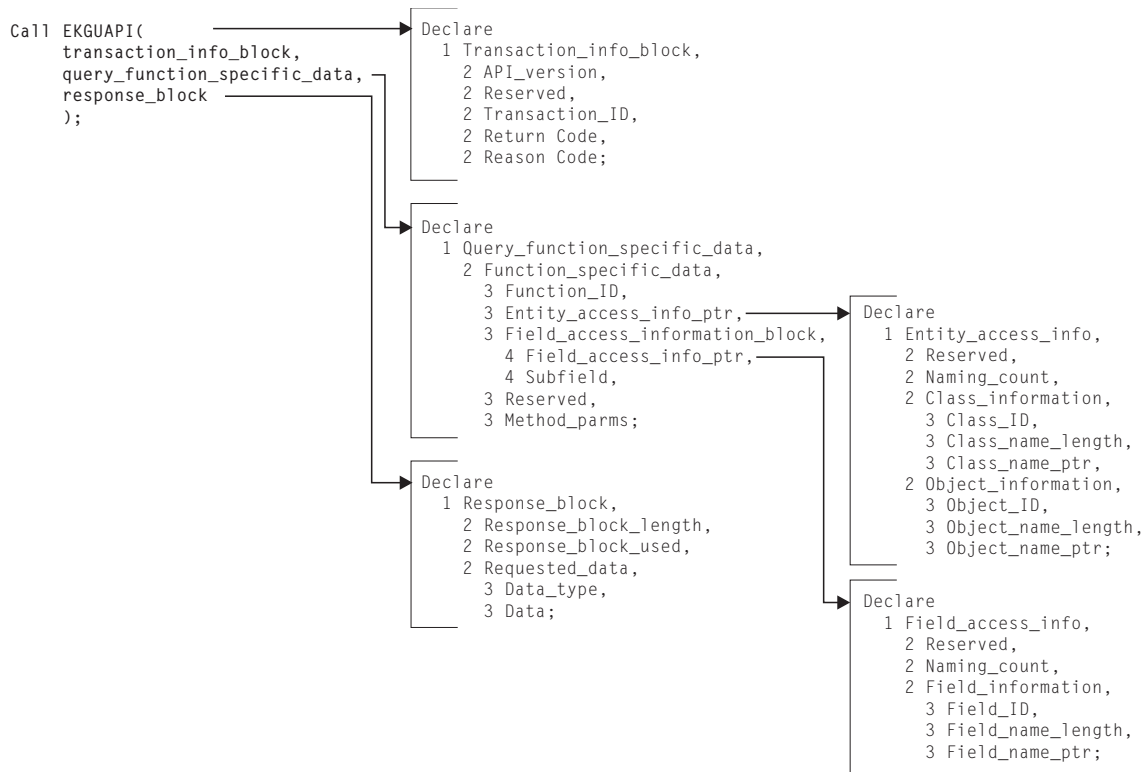 Call EKGUAPI(
transaction_info_block,
query_function_specific_data,
response_block
);
Declare
1 Transaction_info_block,
2 API_version,
2 Reserved,
2 Transaction_ID,
2 Return Code,
2 Reason Code;
Declare
1 Query_function_specific_data,
2 Function_specific_data,
3 Function_ID,
3 Entity_access_info_ptr,
3 Field_access_information_block,
4 Field_access_info_ptr,
4 Subfield,
3 Reserved,
3 Method_parms;
Declare
1 Response_block,
2 Response_block_length,
2 Response_block_used,
2 Requested_data,
3 Data_type,
3 Data;
Declare
1 Entity_access_info,
2 Reserved,
2 Naming_count,
2 Class_information,
3 Class_ID,
3 Class_name_length,
3 Class_name_ptr,
2 Object_information,
3 Object_ID,
3 Object_name_length,
3 Object_name_ptr;
Declare
1 Field_access_info,
2 Reserved,
2 Naming_count,
2 Field_information,
3 Field_ID,
3 Field_name_length,
3 Field_name_ptr;